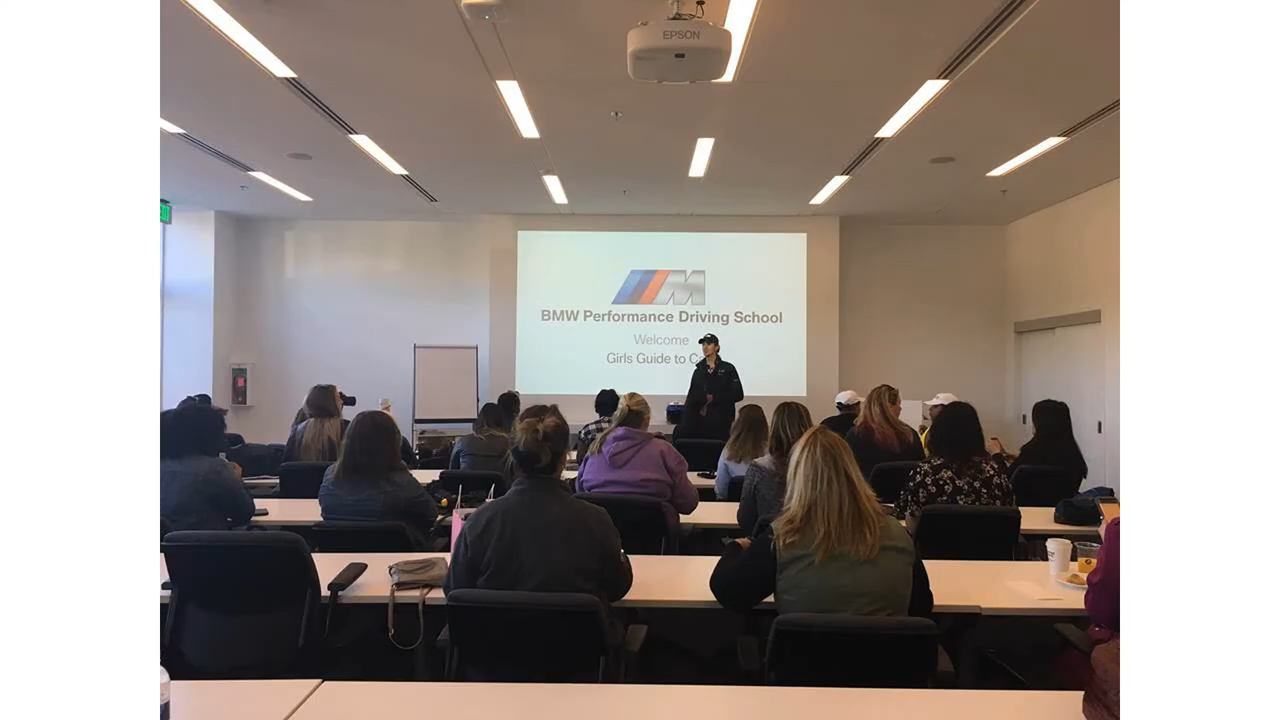 EPSON
M
BMW Performance Driving School
Welcome
Girls Guide to